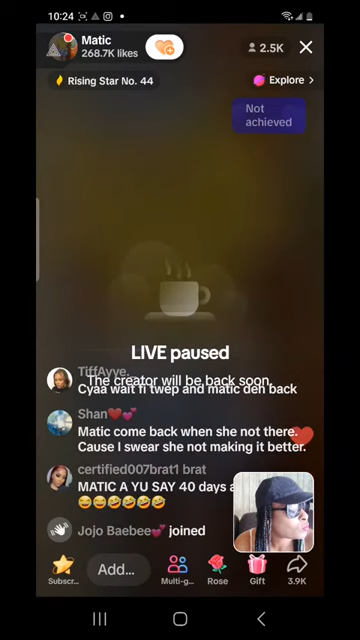 10:24
Matic
268.7K likes
2.5K
Rising Star No. 44
Explore >
Not
achieved
LIVE paused
TiffAyye.
The creator will be back soon.
Cyaa wait fi twep and matic deh back
Shan❤️💕
Matic come back when she not there.
Cause I swear she not making it better.
certified007brat1 brat
MATIC A YU SAY 40 days a
😂😂🤣🤣🤣🤣
Jojo Baebee💕 joined
Subscr...
Add...
Multi-g...
Rose
Gift
3.9K